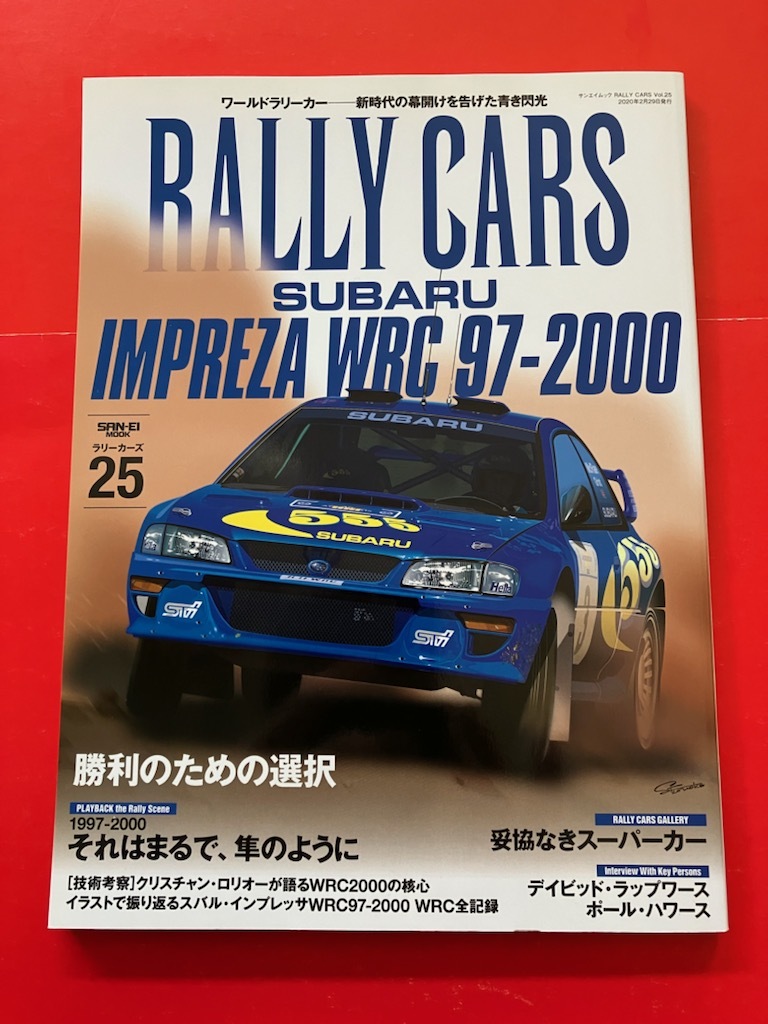 ワールドラリーカー——新時代の幕開けを告げた青き閃光
サンエイムック RALLY CARS Vol.25
2020年2月29日発行
RALLY CARS
SUBARU
IMPREZA WRC 97-2000
SAN-EI
MOOK
ラリーカーズ
25
SUBARU
555
SUBARU
STi
STi
Hella
555
勝利のための選択
PLAYBACK the Rally Scene
1997-2000
それはまるで、隼のように
[技術考察]クリスチャン・ロリオーが語るWRC2000の核心
イラストで振り返るスバル・インプレッサWRC97-2000 WRC全記録
RALLY CARS GALLERY
妥協なきスーパーカー
Interview With Key Persons
デイビッド・ラップワース
ポール・ハワース